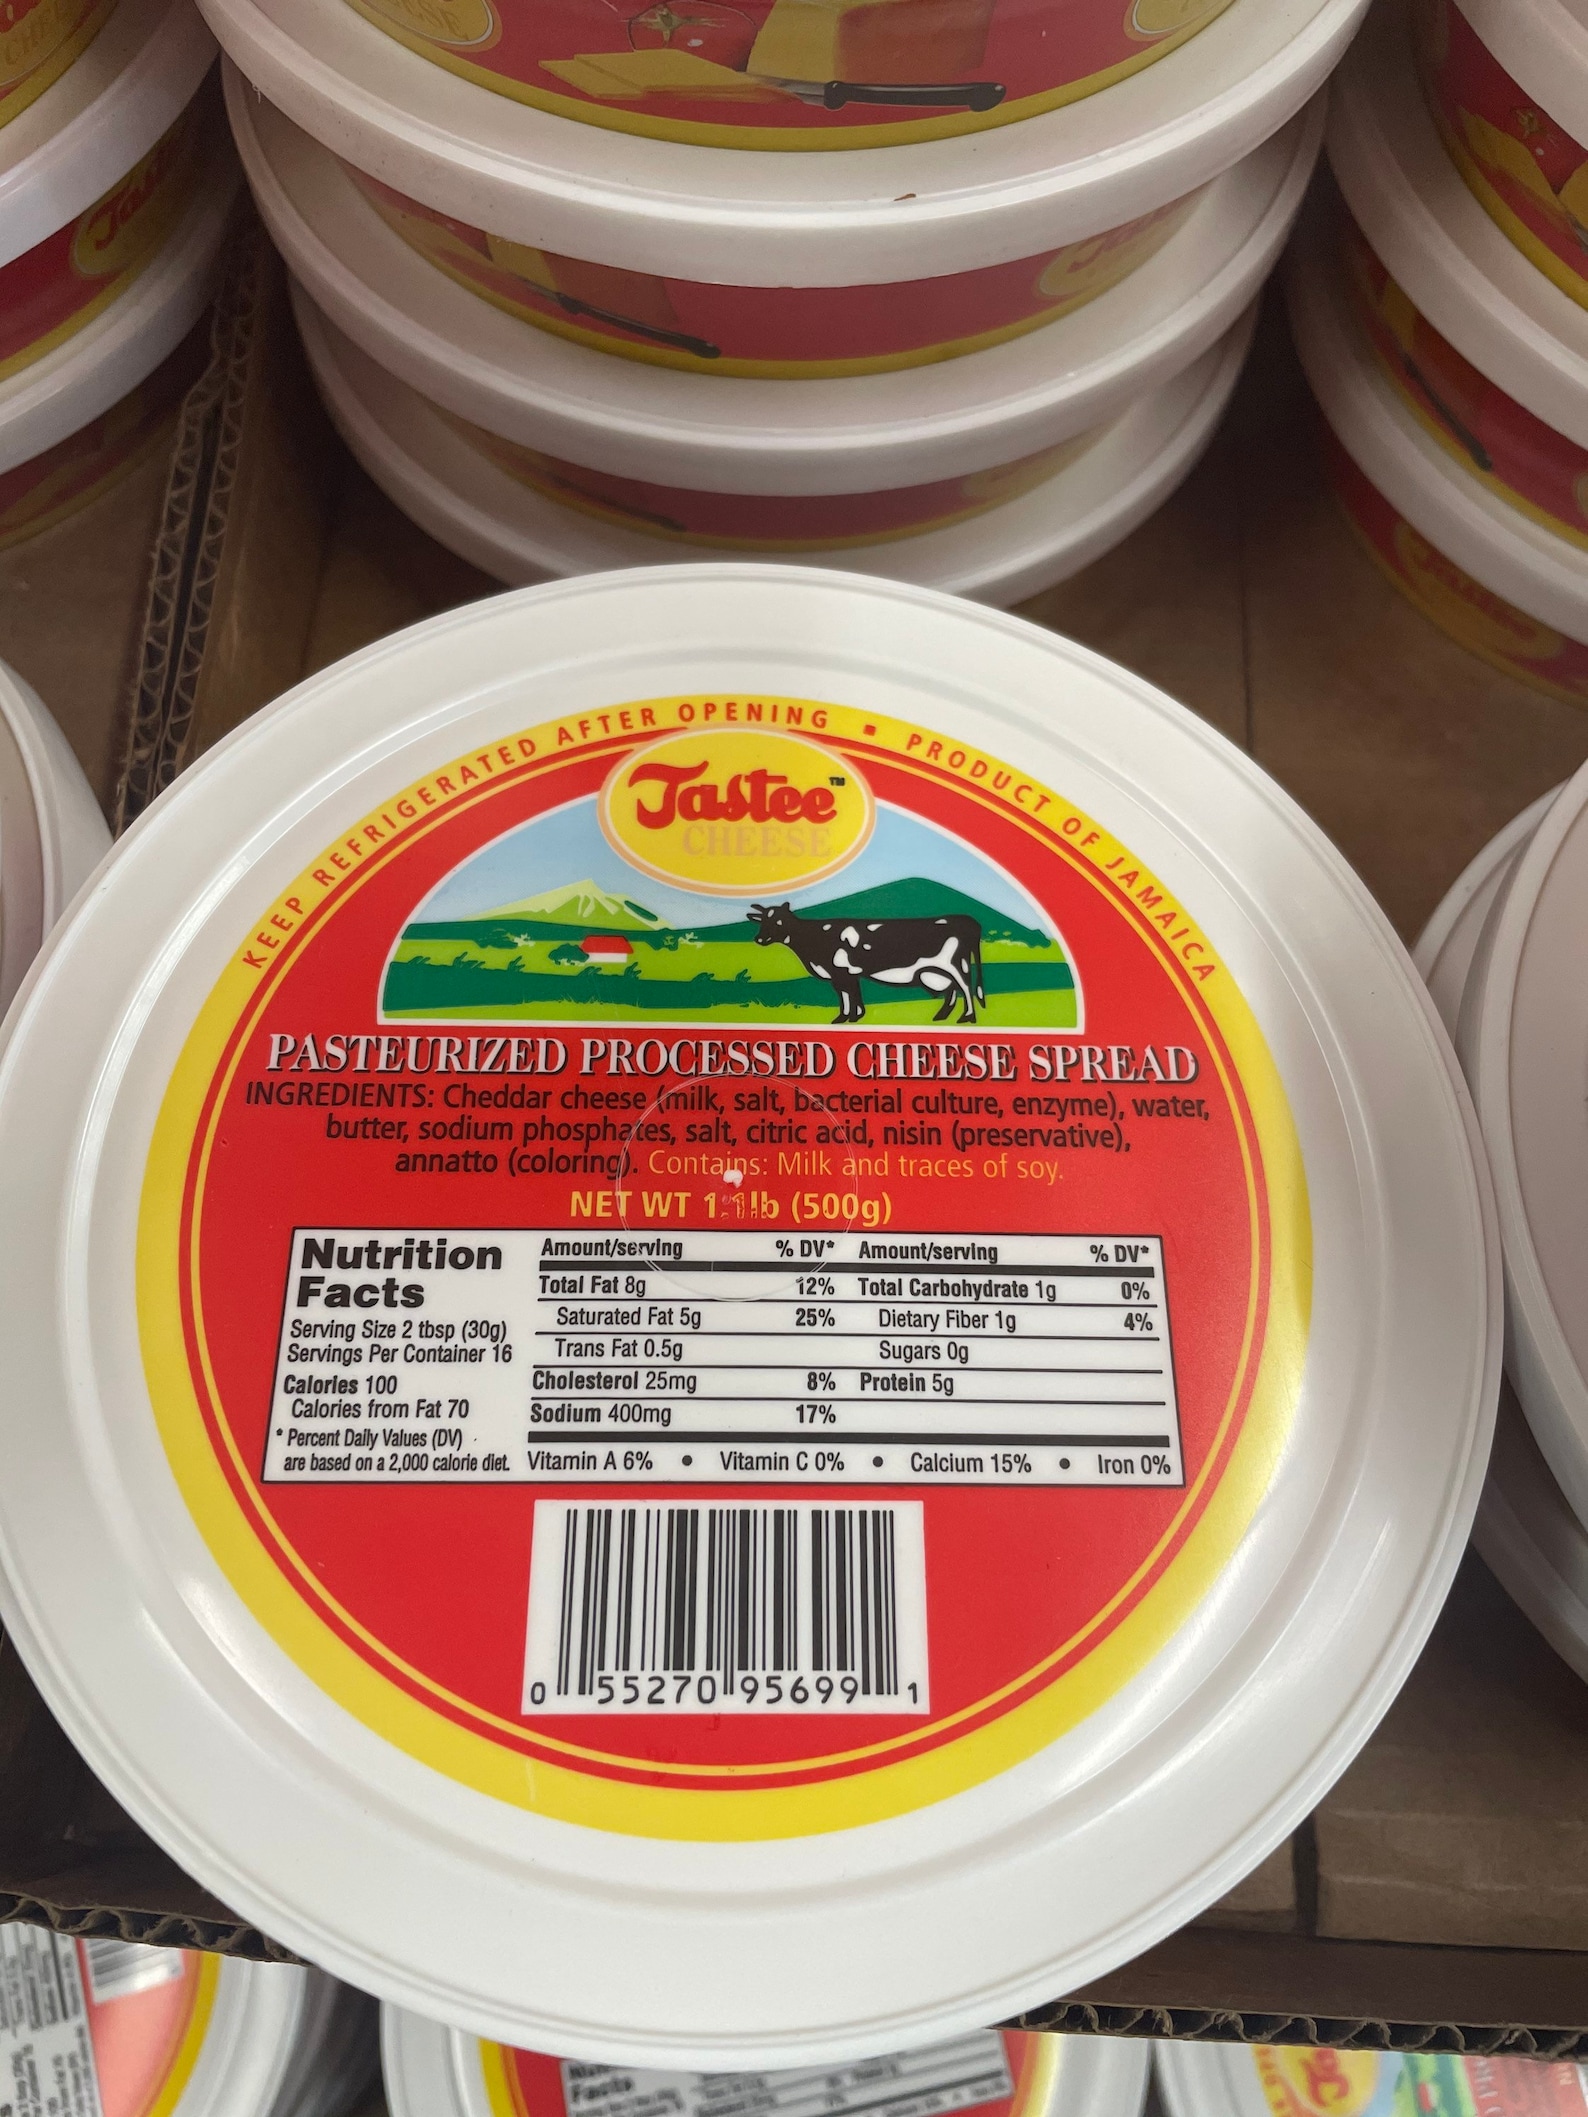 KEEP REFRIGERATED AFTER OPENING ▪ PRODUCT OF JAMAICA
Tastee™
CHEESE
PASTEURIZED PROCESSED CHEESE SPREAD
INGREDIENTS: Cheddar cheese (milk, salt, bacterial culture, enzyme), water,
butter, sodium phosphates, salt, citric acid, nisin (preservative),
annatto (coloring). Contains: Milk and traces of soy.
NET WT 1.1lb (500g)
Nutrition
Facts
Serving Size 2 tbsp (30g)
Servings Per Container 16
Calories 100
Calories from Fat 70
* Percent Daily Values (DV)
are based on a 2,000 calorie diet.
Amount/serving % DV* Amount/serving % DV*
Total Fat 8g 12% Total Carbohydrate 1g 0%
Saturated Fat 5g 25% Dietary Fiber 1g 4%
Trans Fat 0.5g Sugars 0g
Cholesterol 25mg 8% Protein 5g
Sodium 400mg 17%
Vitamin A 6% • Vitamin C 0% • Calcium 15% • Iron 0%
0 55270 95699 1
Facts